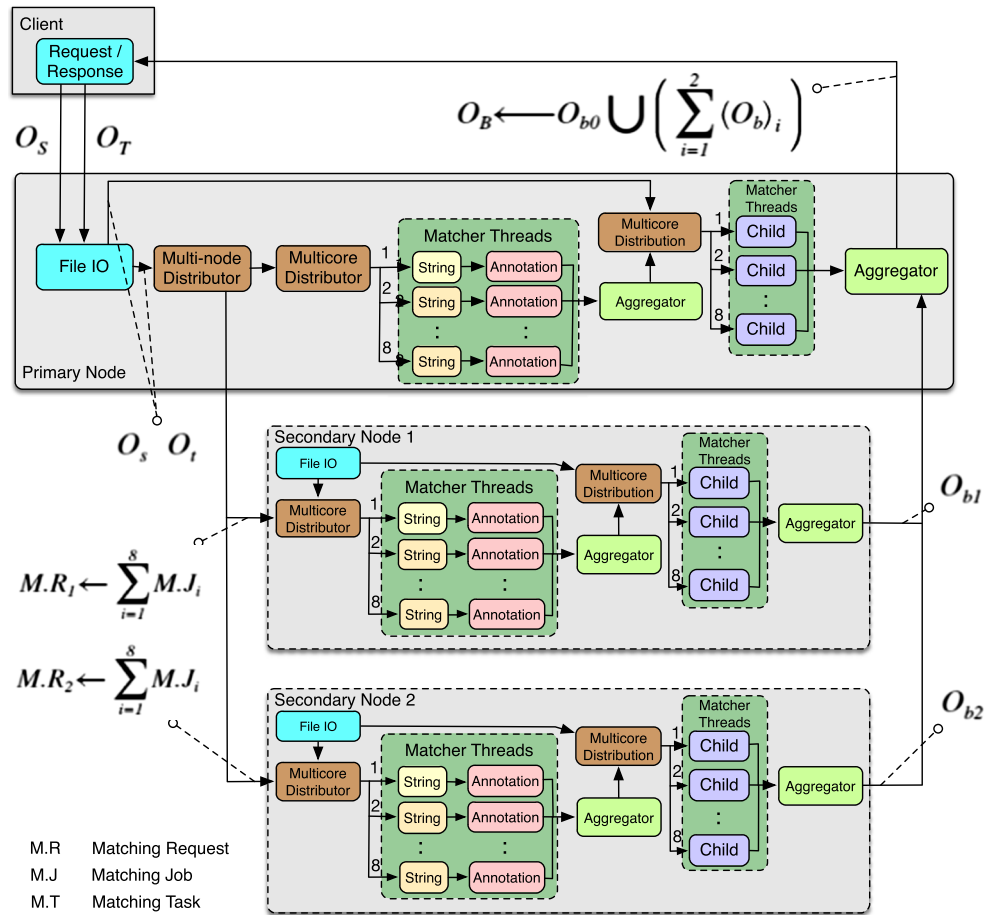 Client
Request /
Response
O_S
O_T
O_B ← O_b0 ∪ ( ∑_{i=1}^{2} ⟨O_b⟩_i )
Matcher
Threads
Multicore
Distribution
1
Child
Matcher Threads
File IO
Multi-node
Distributor
Multicore
Distributor
1
String
Annotation
2
Child
Aggregator
2
String
Annotation
Aggregator
:
:
:
8
String
Annotation
8
Child
Primary Node
O_s O_t
Secondary Node 1
Matcher
Threads
File IO
Multicore
Distribution
1
Child
Matcher Threads
O_b1
Multicore
Distributor
1
String
Annotation
2
Child
Aggregator
2
String
Annotation
Aggregator
:
:
:
8
String
Annotation
8
Child
M.R_1 ← ∑_{i=1}^{8} M.J_i
M.R_2 ← ∑_{i=1}^{8} M.J_i
Secondary Node 2
Matcher
Threads
File IO
Multicore
Distribution
1
Child
Matcher Threads
O_b2
Multicore
Distributor
1
String
Annotation
2
Child
Aggregator
2
String
Annotation
Aggregator
:
:
:
8
String
Annotation
8
Child
M.R Matching Request
M.J Matching Job
M.T Matching Task